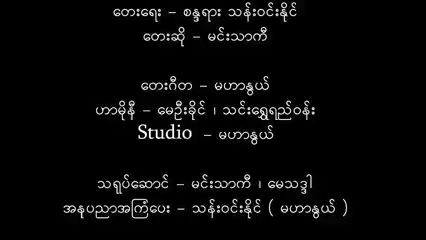 တေးရေး – စန္ဒရား သန်းဝင်းနိုင်
တေးဆို – မင်းသာကီ
တေးဂီတ – မဟာနွယ်
ဟာမိုနီ – မေဦးခိုင် ၊ သင်းရွှေရည်ဝန်း
Studio – မဟာနွယ်
သရုပ်ဆောင် – မင်းသာကီ ၊ မေသဒ္ဒါ
အနုပညာအကြံပေး – သန်းဝင်းနိုင် ( မဟာနွယ် )